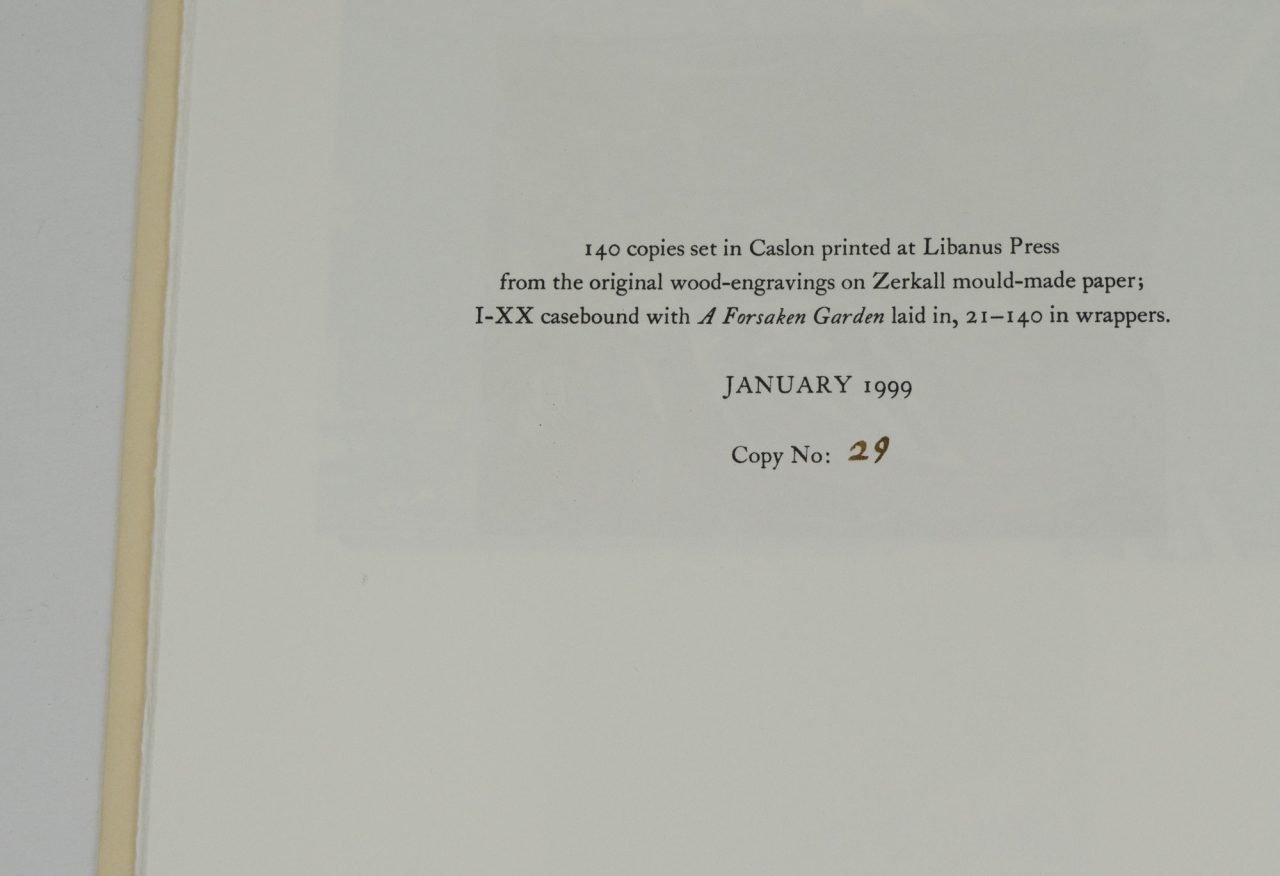 140 copies set in Caslon printed at Libanus Press
from the original wood-engravings on Zerkall mould-made paper;
I-XX casebound with A Forsaken Garden laid in, 21–140 in wrappers.
JANUARY 1999
Copy No: 29